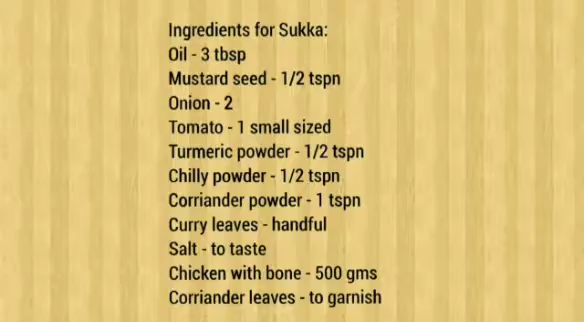 Ingredients for Sukka:
Oil - 3 tbsp
Mustard seed - 1/2 tspn
Onion - 2
Tomato - 1 small sized
Turmeric powder - 1/2 tspn
Chilly powder - 1/2 tspn
Corriander powder - 1 tspn
Curry leaves - handful
Salt - to taste
Chicken with bone - 500 gms
Corriander leaves - to garnish